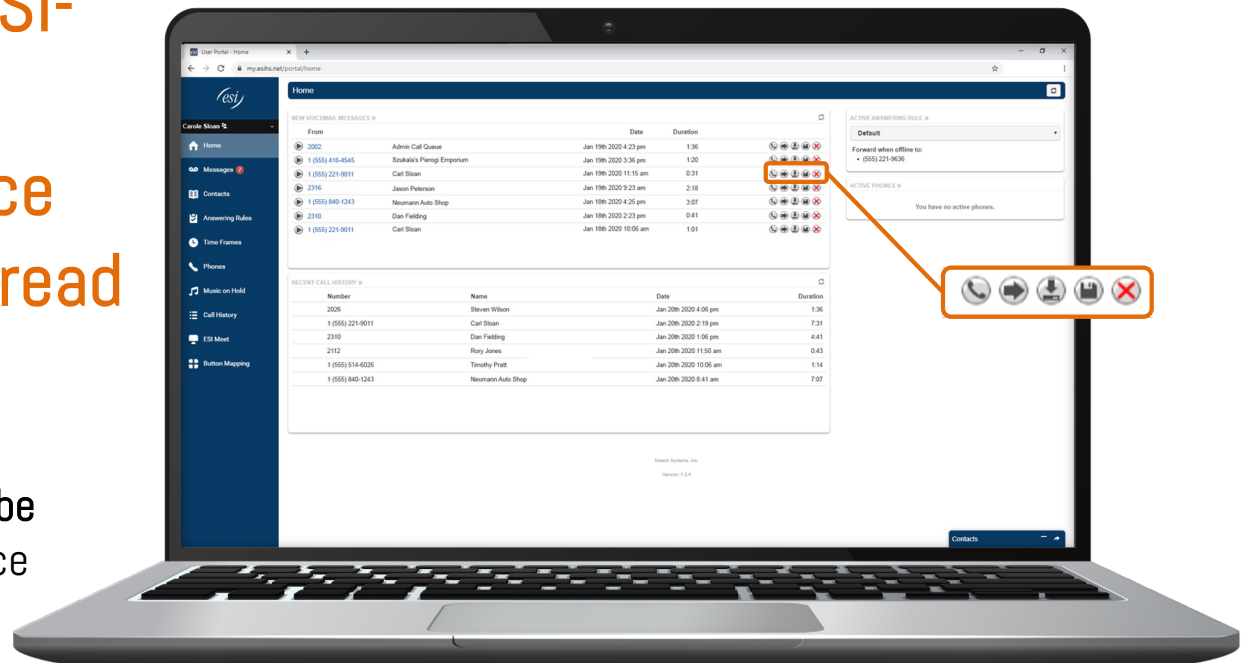 SI-
ce
read
be
ce
User Portal - Home
my.esihs.net/portal/home
esi
Carole Sloan
Home
Messages 7
Contacts
Answering Rules
Time Frames
Phones
Music on Hold
Call History
ESI Meet
Button Mapping
Home
NEW VOICEMAIL MESSAGES »
From Date Duration
2002 Admin Call Queue Jan 19th 2020 4:23 pm 1:36
1 (555) 416-4545 Szukala's Pierogi Emporium Jan 19th 2020 3:36 pm 1:20
1 (555) 221-9011 Carl Sloan Jan 19th 2020 11:15 am 0:31
2316 Jason Peterson Jan 19th 2020 9:23 am 2:18
1 (555) 840-1243 Neumann Auto Shop Jan 18th 2020 4:25 pm 3:07
2310 Dan Fielding Jan 18th 2020 2:23 pm 0:41
1 (555) 221-9011 Carl Sloan Jan 18th 2020 10:06 am 1:01
RECENT CALL HISTORY »
Number Name Date Duration
2026 Steven Wilson Jan 20th 2020 4:06 pm 1:36
1 (555) 221-9011 Carl Sloan Jan 20th 2020 2:19 pm 7:31
2310 Dan Fielding Jan 20th 2020 1:06 pm 4:41
2112 Rory Jones Jan 20th 2020 11:50 am 0:43
1 (555) 514-6026 Timothy Pratt Jan 20th 2020 10:06 am 1:14
1 (555) 840-1243 Neumann Auto Shop Jan 20th 2020 8:41 am 7:07
ACTIVE ANSWERING RULE »
Default
Forward when offline to:
• (555) 221-9636
ACTIVE PHONES »
You have no active phones.
Systems, Inc.
Version: 1.3.4
Contacts